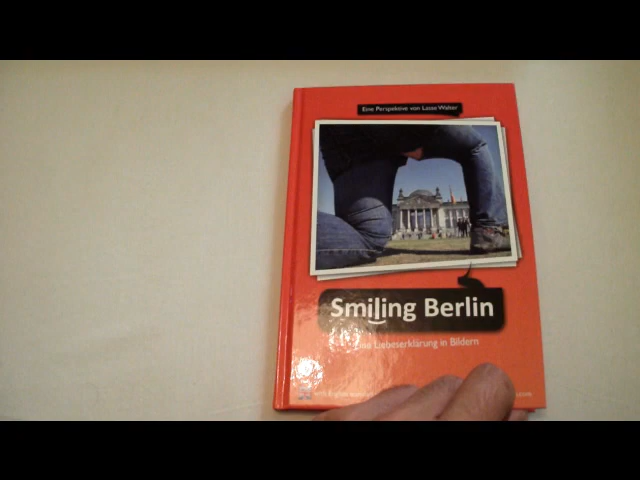 Eine Perspektive von Lasse Walter
Smiling Berlin
Eine Liebeserklärung in Bildern